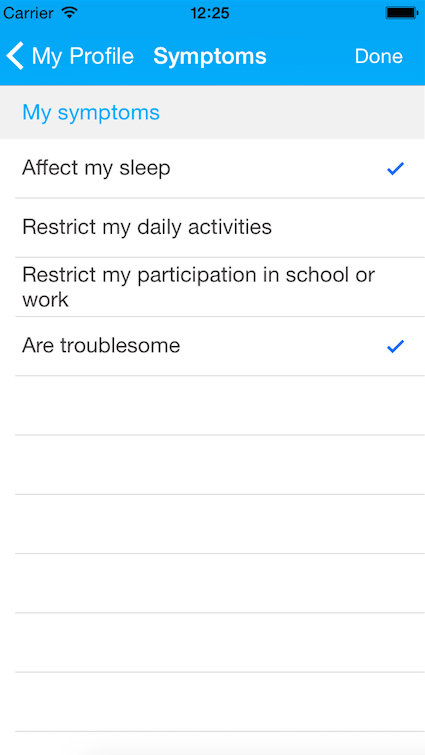 Carrier 12:25
My Profile Symptoms Done
My symptoms
Affect my sleep
Restrict my daily activities
Restrict my participation in school or
work
Are troublesome